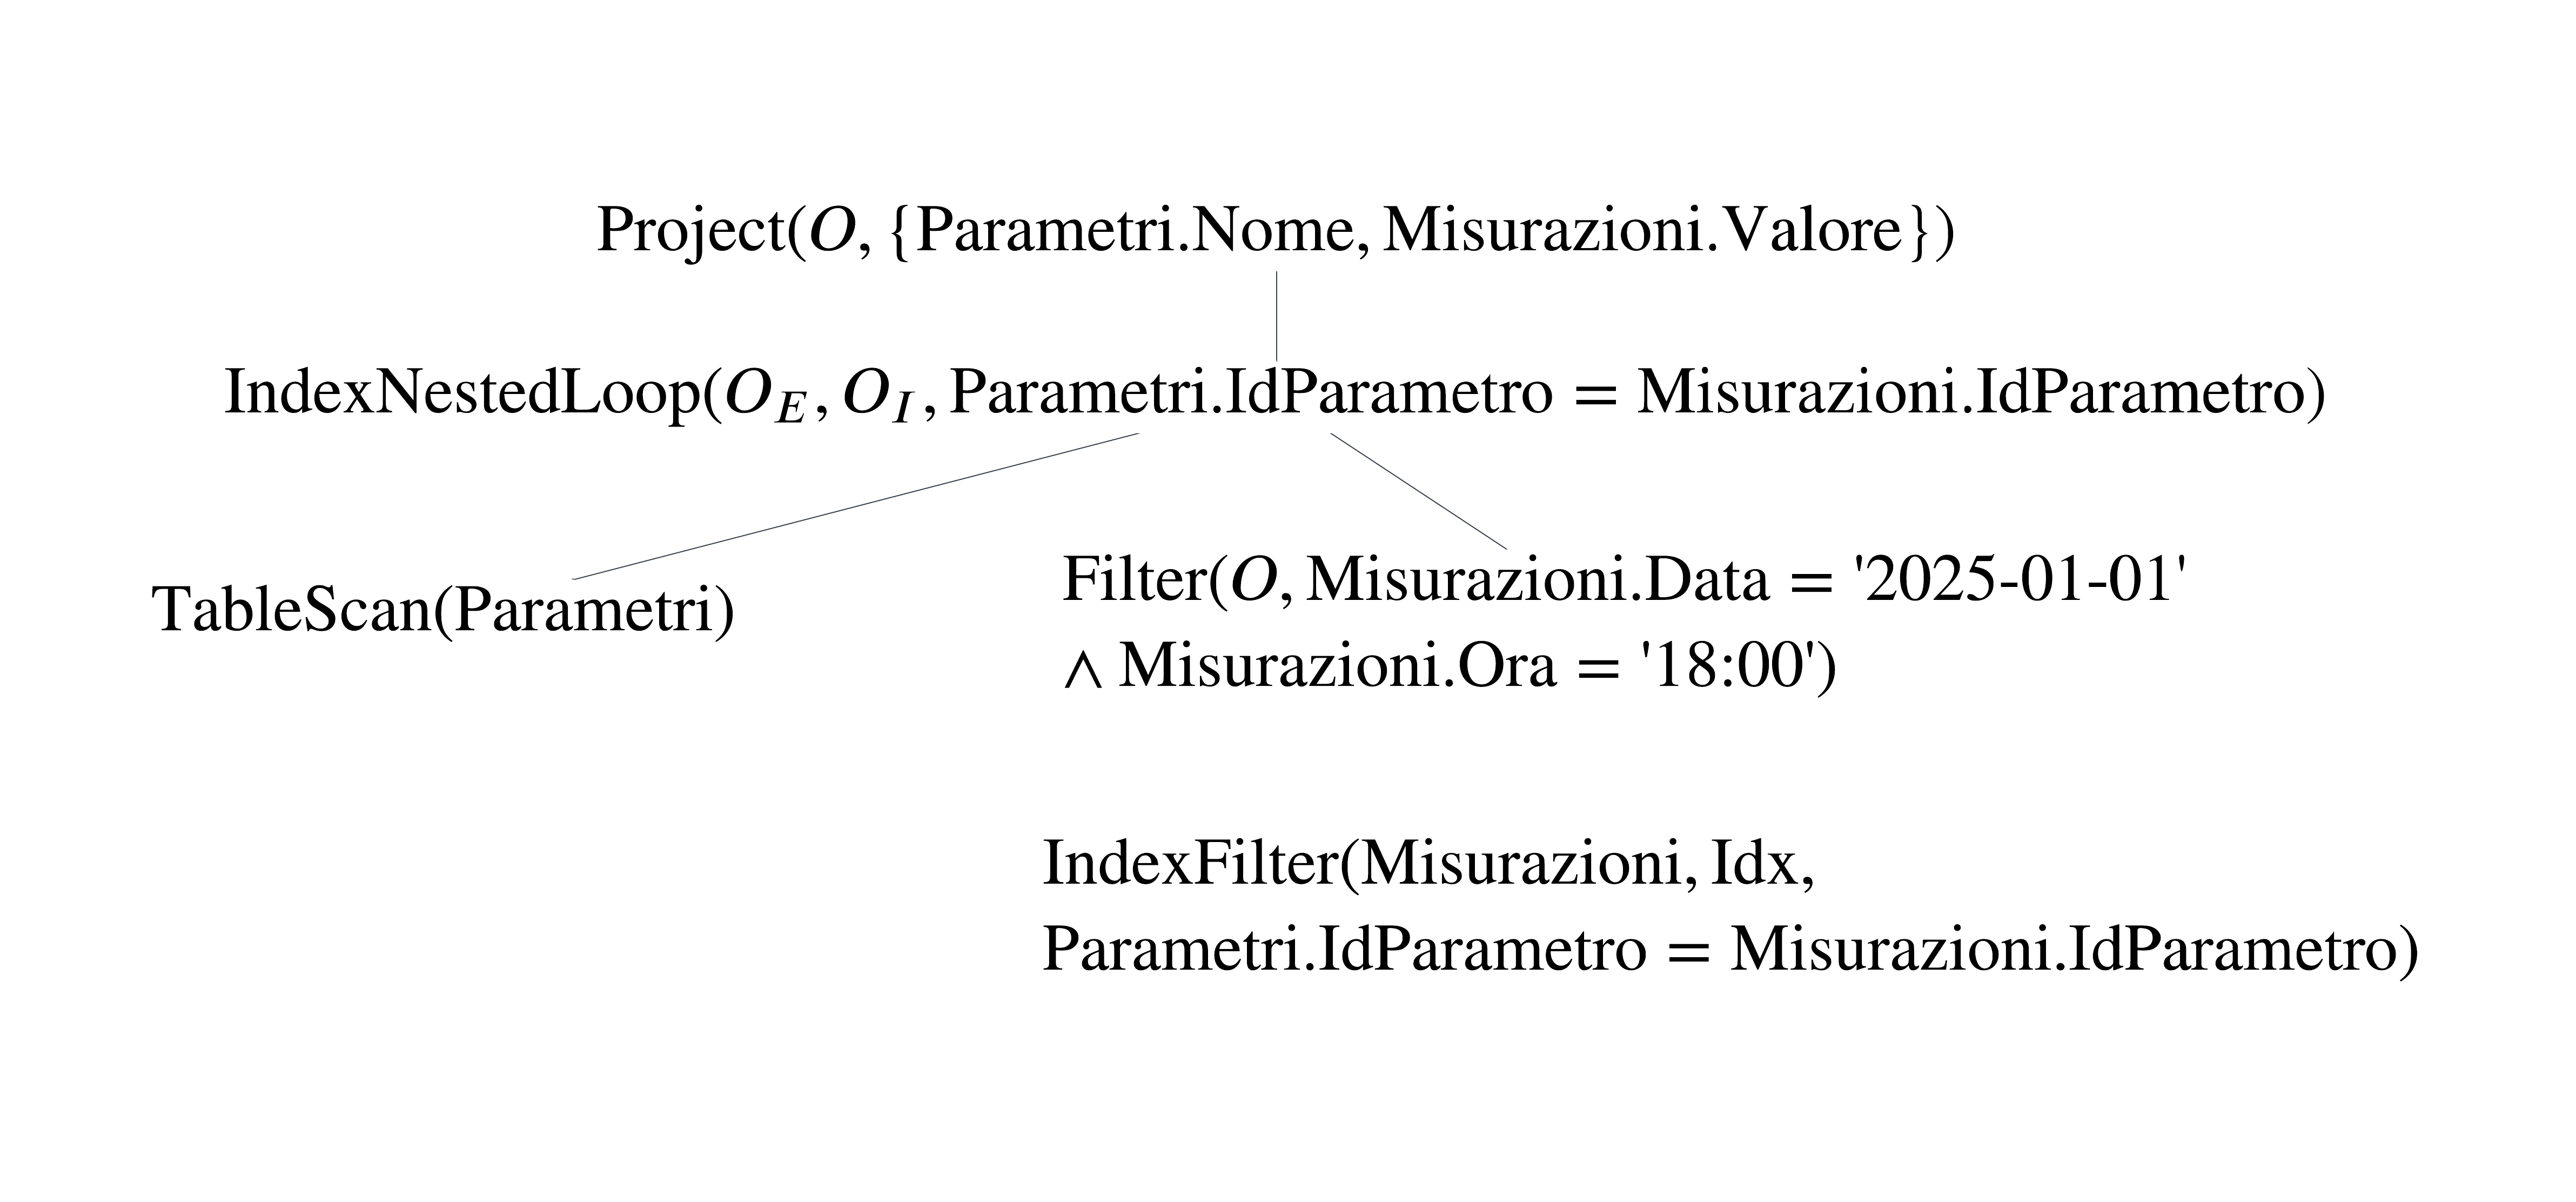 Project(O, {Parametri.Nome, Misurazioni.Valore})
IndexNestedLoop(O_E, O_I, Parametri.IdParametro = Misurazioni.IdParametro)
TableScan(Parametri)
Filter(O, Misurazioni.Data = '2025-01-01'
∧ Misurazioni.Ora = '18:00')
IndexFilter(Misurazioni, Idx,
Parametri.IdParametro = Misurazioni.IdParametro)